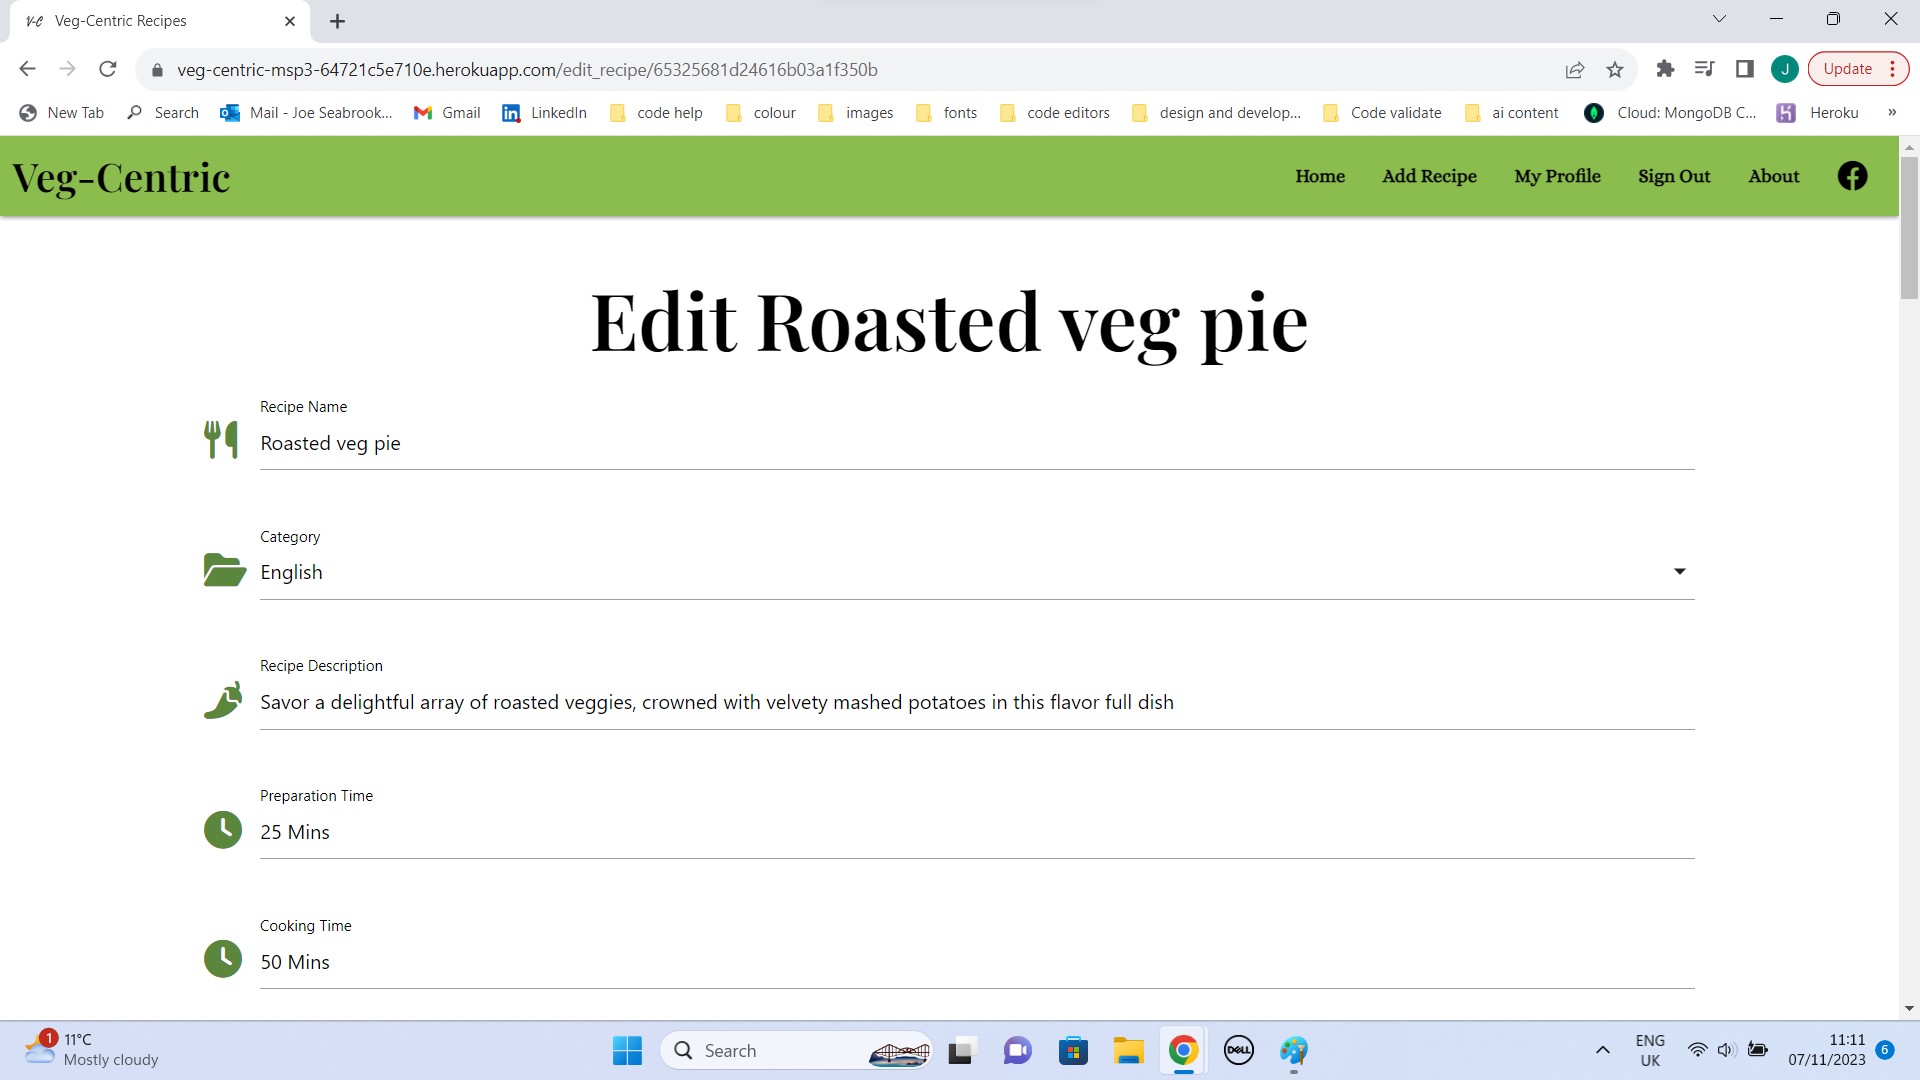 V-C Veg-Centric Recipes
veg-centric-msp3-64721c5e710e.herokuapp.com/edit_recipe/65325681d24616b03a1f350b
J
Update
New Tab
Search
Mail - Joe Seabrook...
Gmail
LinkedIn
code help
colour
images
fonts
code editors
design and develop...
Code validate
ai content
Cloud: MongoDB C...
Heroku
»
Veg-Centric
Home
Add Recipe
My Profile
Sign Out
About
Edit Roasted veg pie
Recipe Name
Roasted veg pie
Category
English
Recipe Description
Savor a delightful array of roasted veggies, crowned with velvety mashed potatoes in this flavor full dish
Preparation Time
25 Mins
Cooking Time
50 Mins
1
11°C
Mostly cloudy
Search
DELL
ENG
UK
11:11
07/11/2023
6